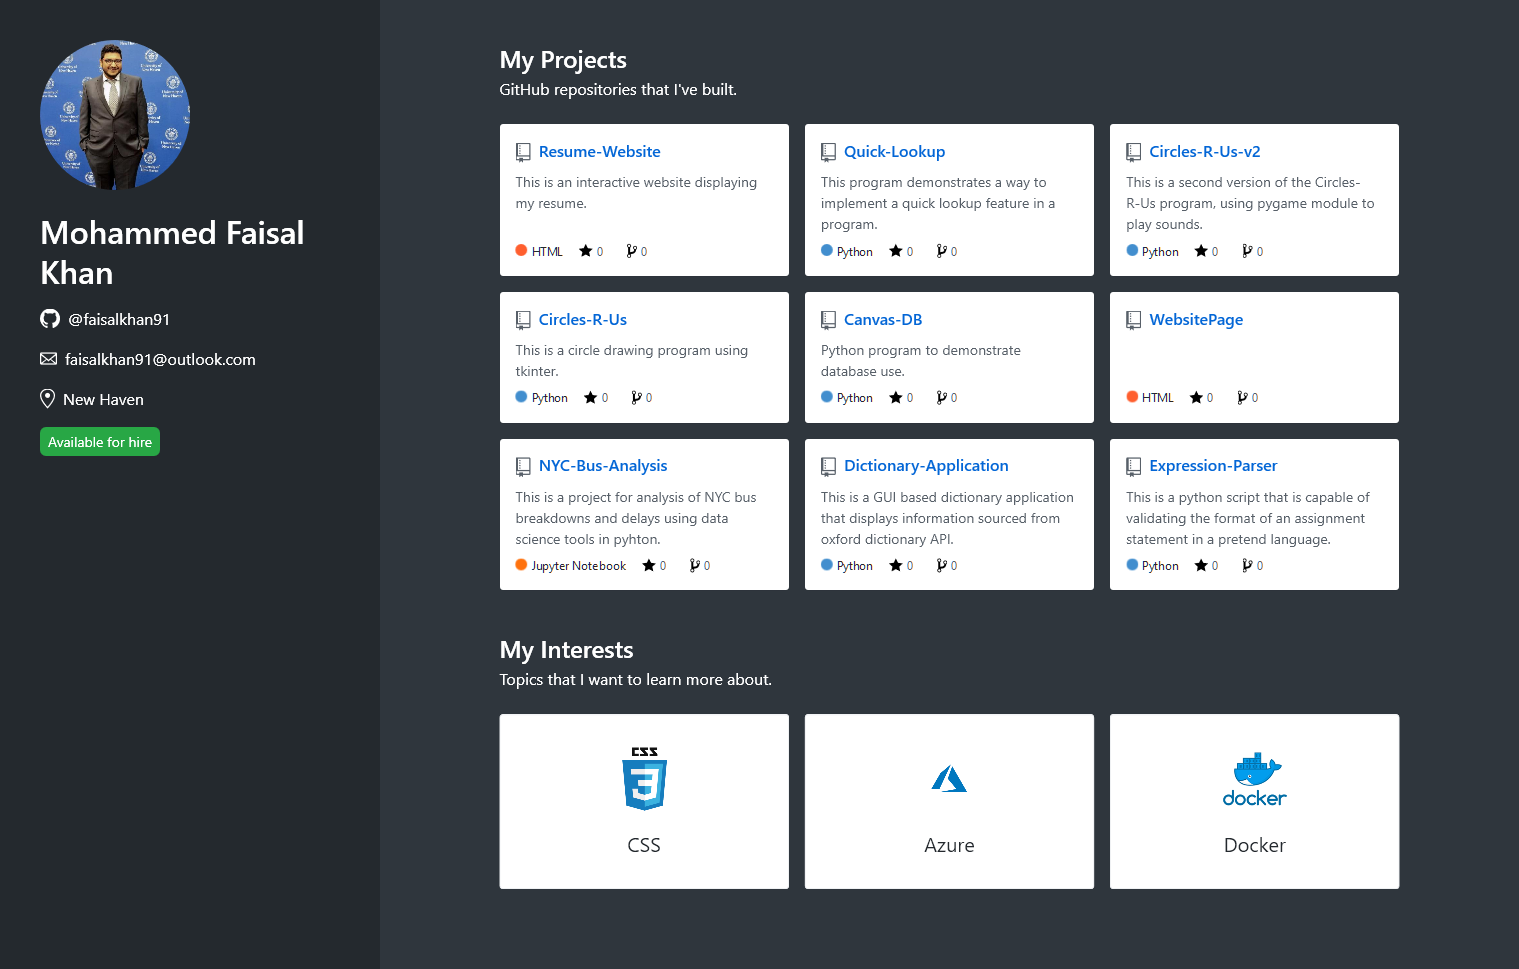 Mohammed Faisal
Khan
@faisalkhan91
faisalkhan91@outlook.com
New Haven
Available for hire
My Projects
GitHub repositories that I've built.
Resume-Website
This is an interactive website displaying
my resume.
HTML 0 0
Quick-Lookup
This program demonstrates a way to
implement a quick lookup feature in a
program.
Python 0 0
Circles-R-Us-v2
This is a second version of the Circles-
R-Us program, using pygame module to
play sounds.
Python 0 0
Circles-R-Us
This is a circle drawing program using
tkinter.
Python 0 0
Canvas-DB
Python program to demonstrate
database use.
Python 0 0
WebsitePage
HTML 0 0
NYC-Bus-Analysis
This is a project for analysis of NYC bus
breakdowns and delays using data
science tools in pyhton.
Jupyter Notebook 0 0
Dictionary-Application
This is a GUI based dictionary application
that displays information sourced from
oxford dictionary API.
Python 0 0
Expression-Parser
This is a python script that is capable of
validating the format of an assignment
statement in a pretend language.
Python 0 0
My Interests
Topics that I want to learn more about.
CSS
3
CSS
Azure
docker
Docker